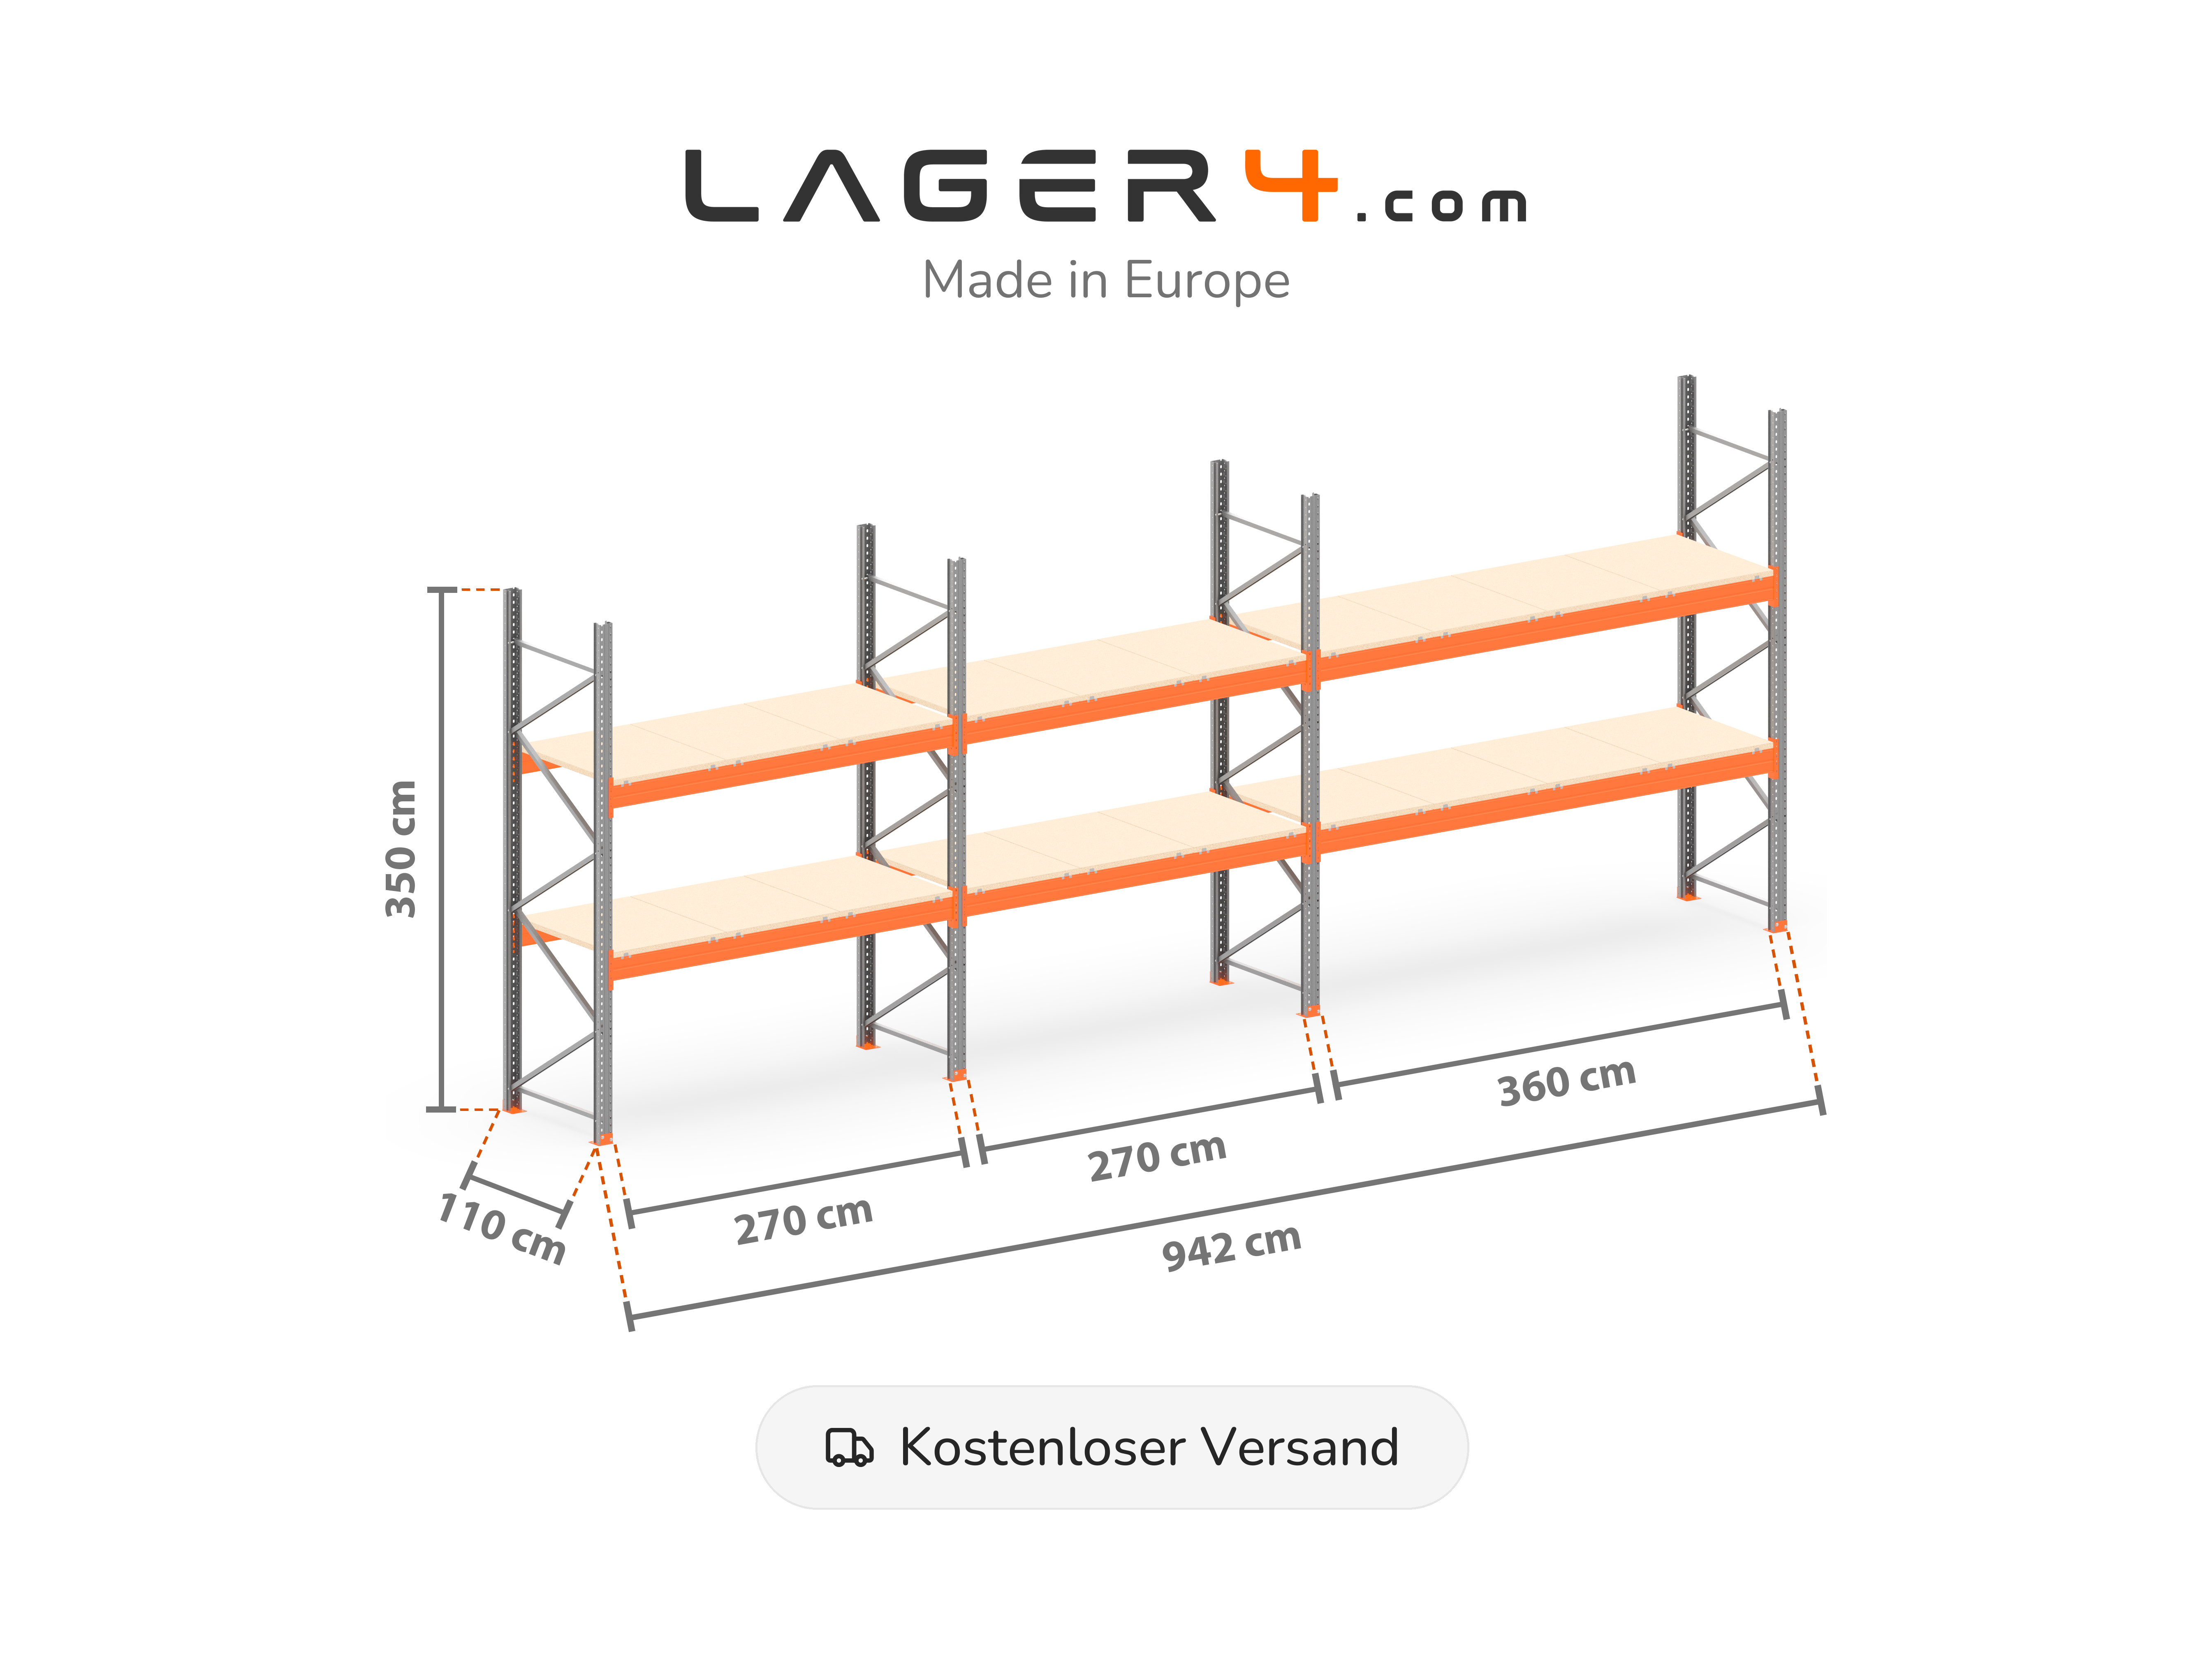 LAGER4.com
Made in Europe
350 cm
110 cm
270 cm
270 cm
360 cm
942 cm
Kostenloser Versand